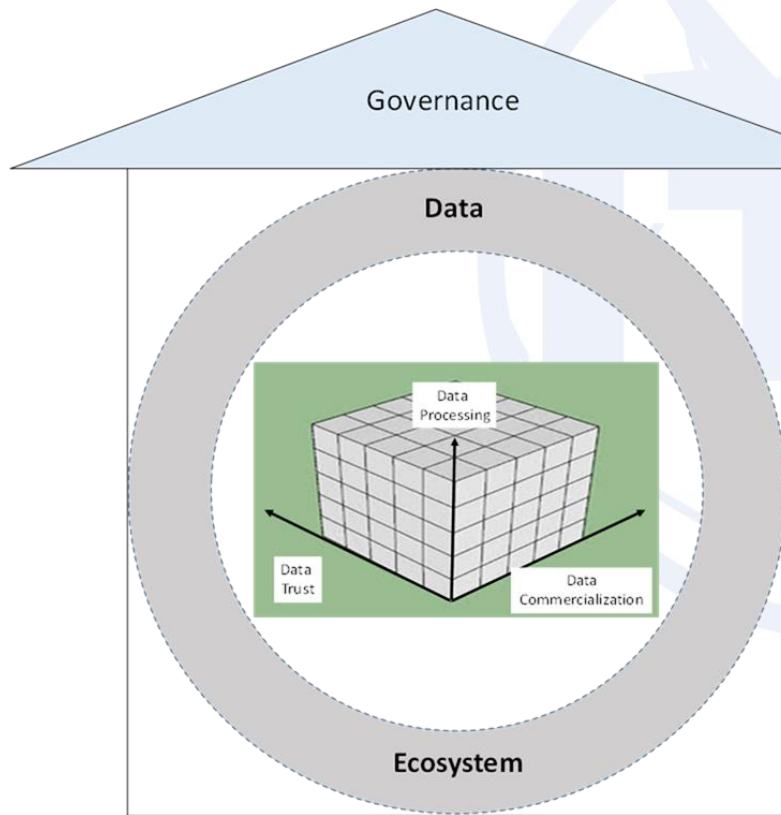 Governance
Data
Data
Processing
Data
Trust
Data
Commercialization
Ecosystem